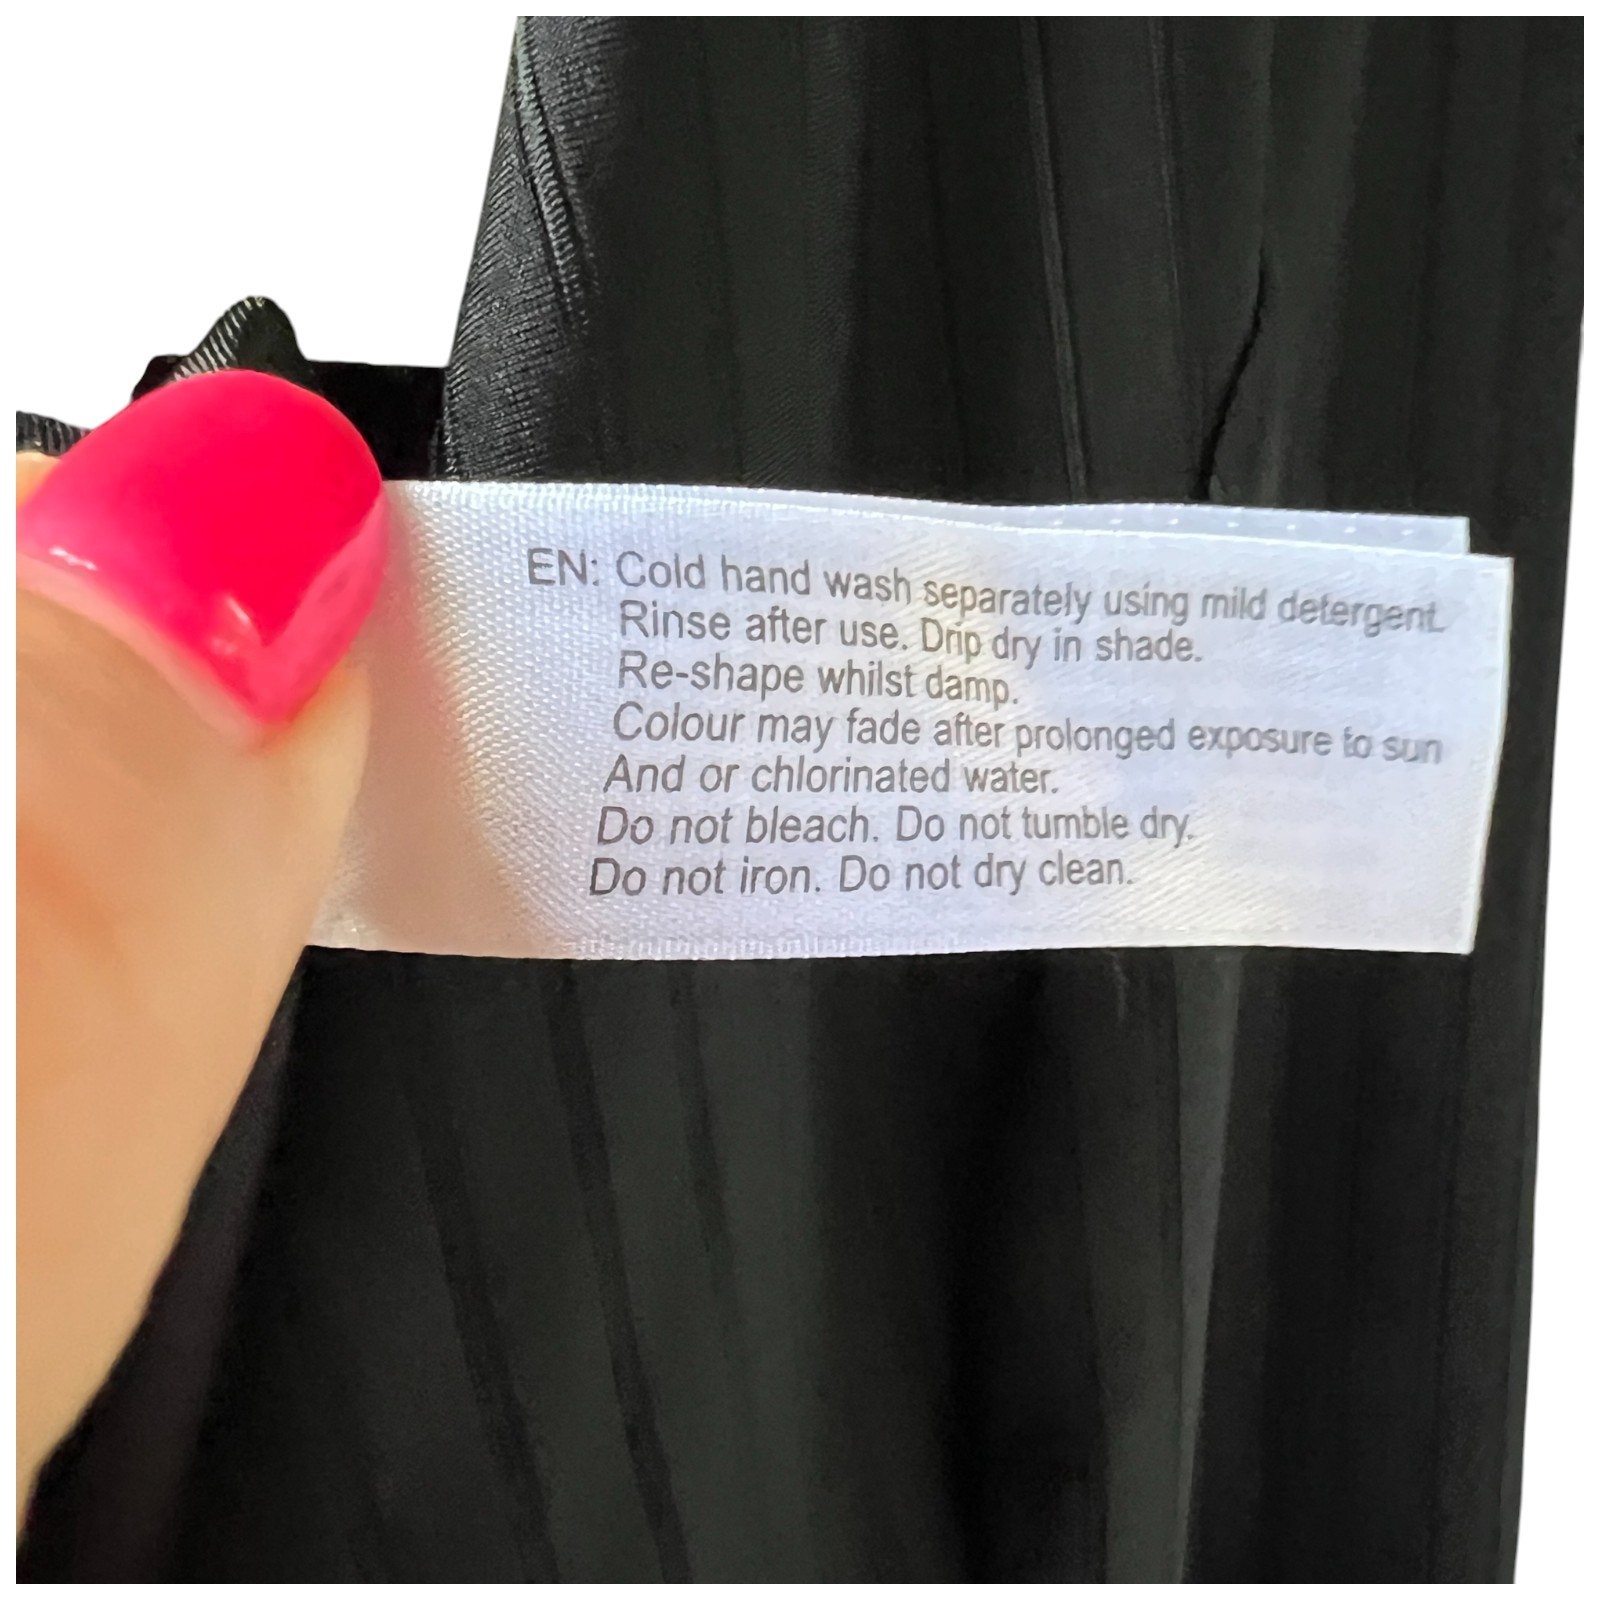 EN: Cold hand wash separately using mild detergent.
Rinse after use. Drip dry in shade.
Re-shape whilst damp.
Colour may fade after prolonged exposure to sun
And or chlorinated water.
Do not bleach. Do not tumble dry.
Do not iron. Do not dry clean.